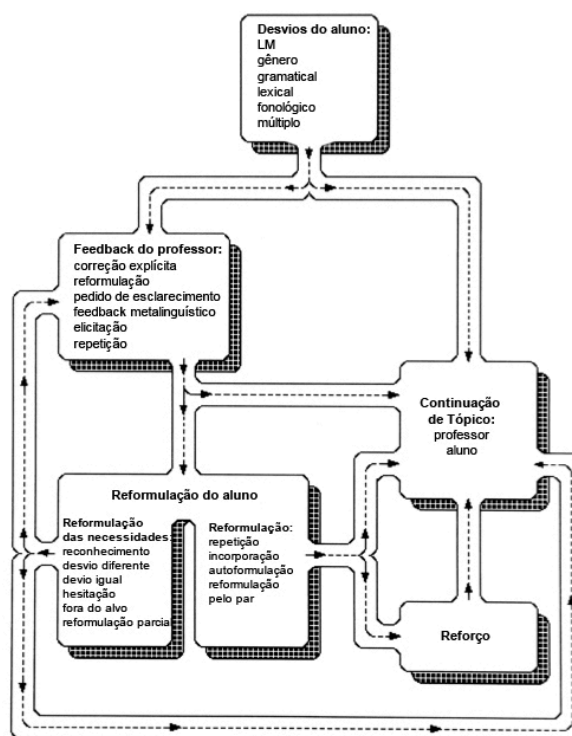 Desvios do aluno:
LM
gênero
gramatical
lexical
fonológico
múltiplo
Feedback do professor:
correção explícita
reformulação
pedido de esclarecimento
feedback metalinguístico
elicitação
repetição
Continuação
de Tópico:
professor
aluno
Reformulação do aluno
Reformulação
das necessidades:
reconhecimento
desvio diferente
devio igual
hesitação
fora do alvo
reformulação parcial
Reformulação:
repetição
incorporação
autoformulação
reformulação
pelo par
Reforço